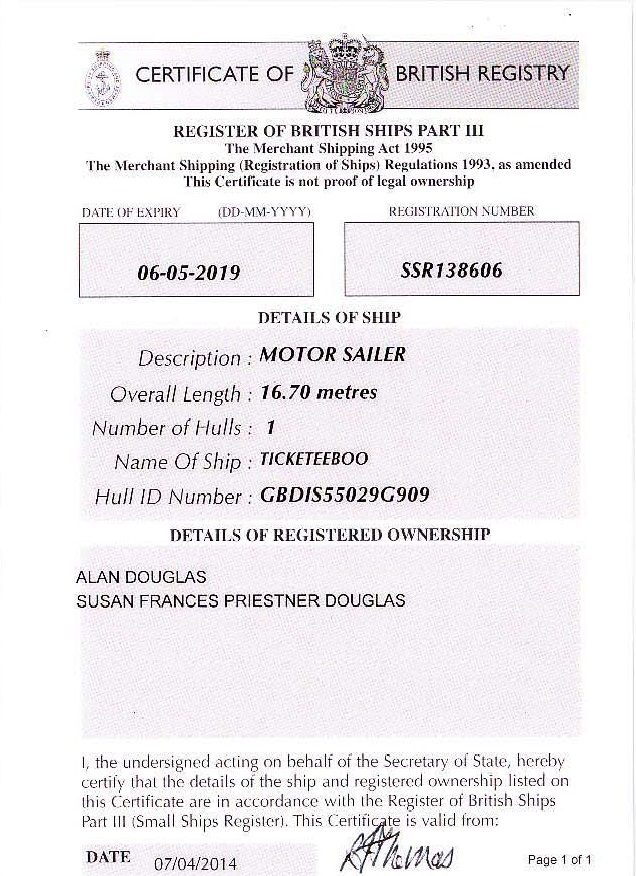 CERTIFICATE OF BRITISH REGISTRY
REGISTER OF BRITISH SHIPS PART III
The Merchant Shipping Act 1995
The Merchant Shipping (Registration of Ships) Regulations 1993, as amended
This Certificate is not proof of legal ownership
DATE OF EXPIRY (DD-MM-YYYY) REGISTRATION NUMBER
06-05-2019 SSR138606
DETAILS OF SHIP
Description : MOTOR SAILER
Overall Length : 16.70 metres
Number of Hulls : 1
Name Of Ship : TICKETEEBOO
Hull ID Number : GBDIS55029G909
DETAILS OF REGISTERED OWNERSHIP
ALAN DOUGLAS
SUSAN FRANCES PRIESTNER DOUGLAS
I, the undersigned acting on behalf of the Secretary of State, hereby
certify that the details of the ship and registered ownership listed on
this Certificate are in accordance with the Register of British Ships
Part III (Small Ships Register). This Certificate is valid from:
DATE 07/04/2014 Page 1 of 1